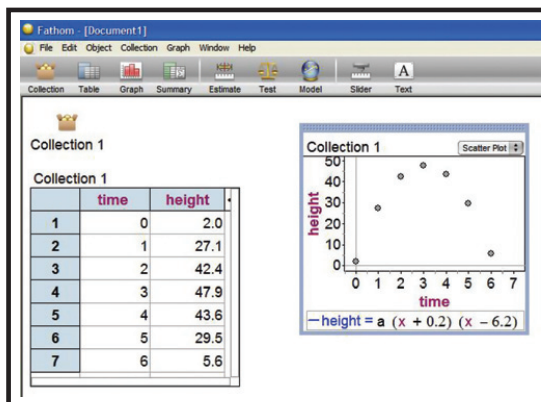 Fathom - [Document1]
File Edit Object Collection Graph Window Help
Collection Table Graph Summary Estimate Test Model Slider Text
A
Collection 1
Collection 1
time height
1 0 2.0
2 1 27.1
3 2 42.4
4 3 47.9
5 4 43.6
6 5 29.5
7 6 5.6
Collection 1 Scatter Plot
50
40
30
20
10
0
height
0 1 2 3 4 5 6 7
time
height = a (x + 0.2) (x − 6.2)